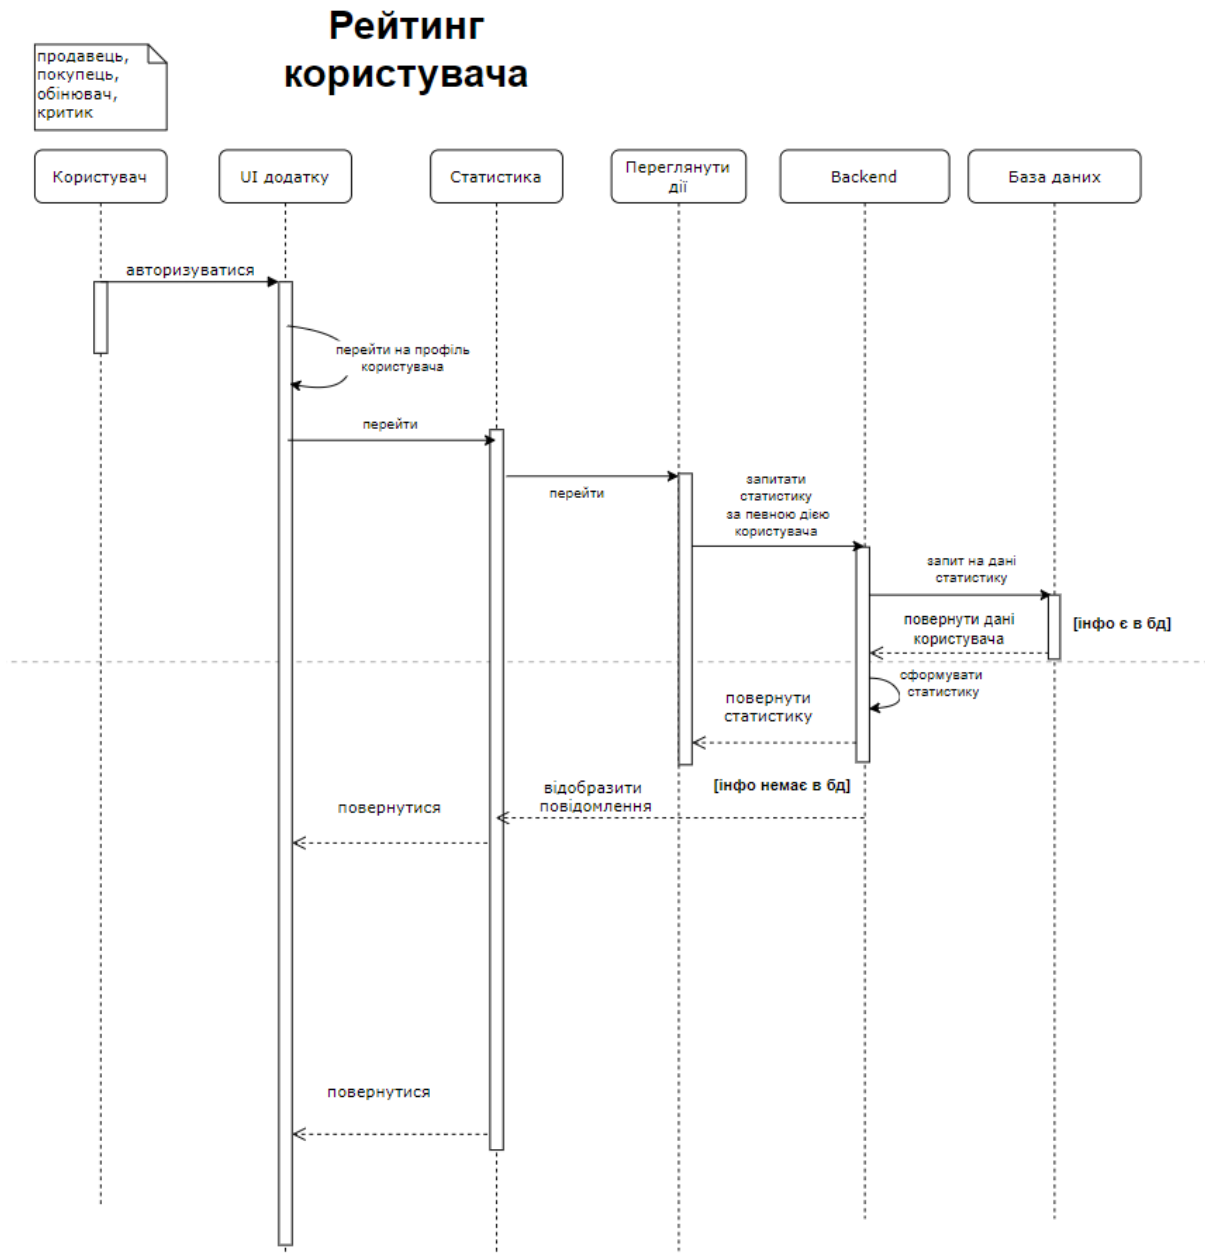 Рейтинг
користувача
продавець,
покупець,
обінювач,
критик
Користувач
UI додатку
Статистика
Переглянути
дії
Backend
База даних
авторизуватися
перейти на профіль
користувача
перейти
перейти
запитати
статистику
за певною дією
користувача
запит на дані
статистику
повернути дані
користувача
[інфо є в бд]
сформувати
статистику
повернути
статистику
[інфо немає в бд]
відобразити
повідомлення
повернутися
повернутися